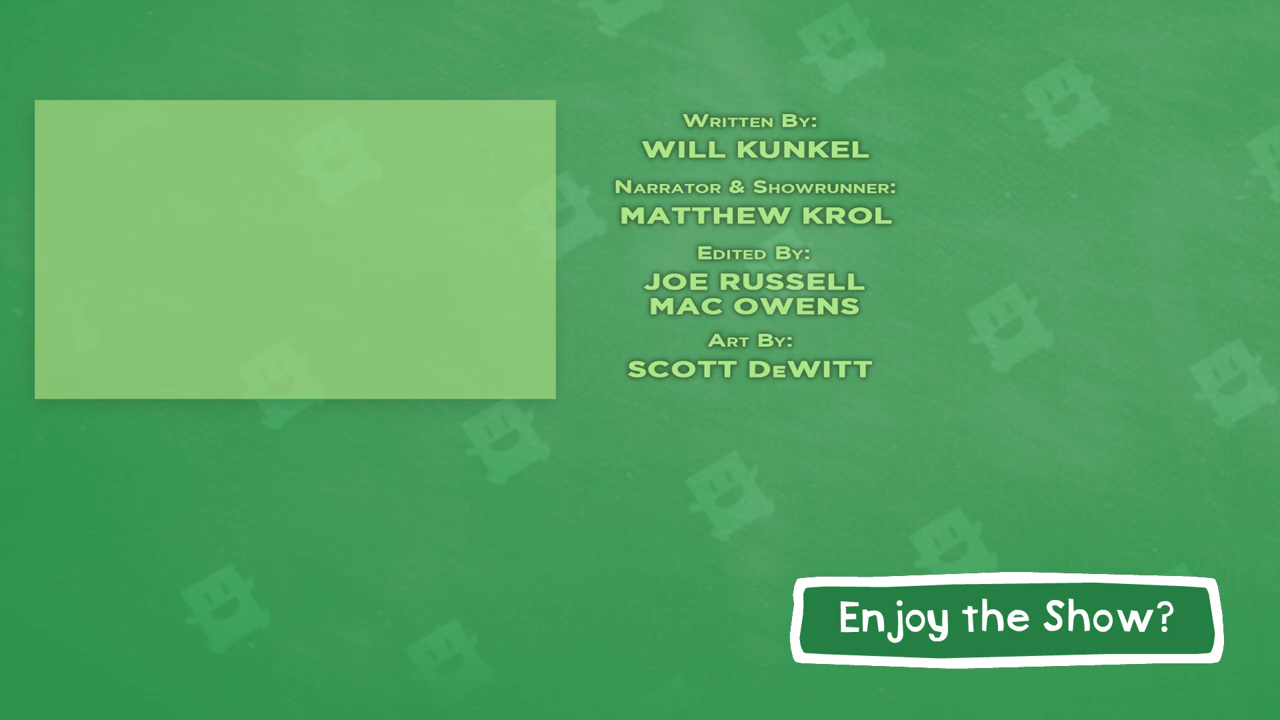 Written By:
WILL KUNKEL
Narrator & Showrunner:
MATTHEW KROL
Edited By:
JOE RUSSELL
MAC OWENS
Art By:
SCOTT DeWITT
Enjoy the Show?